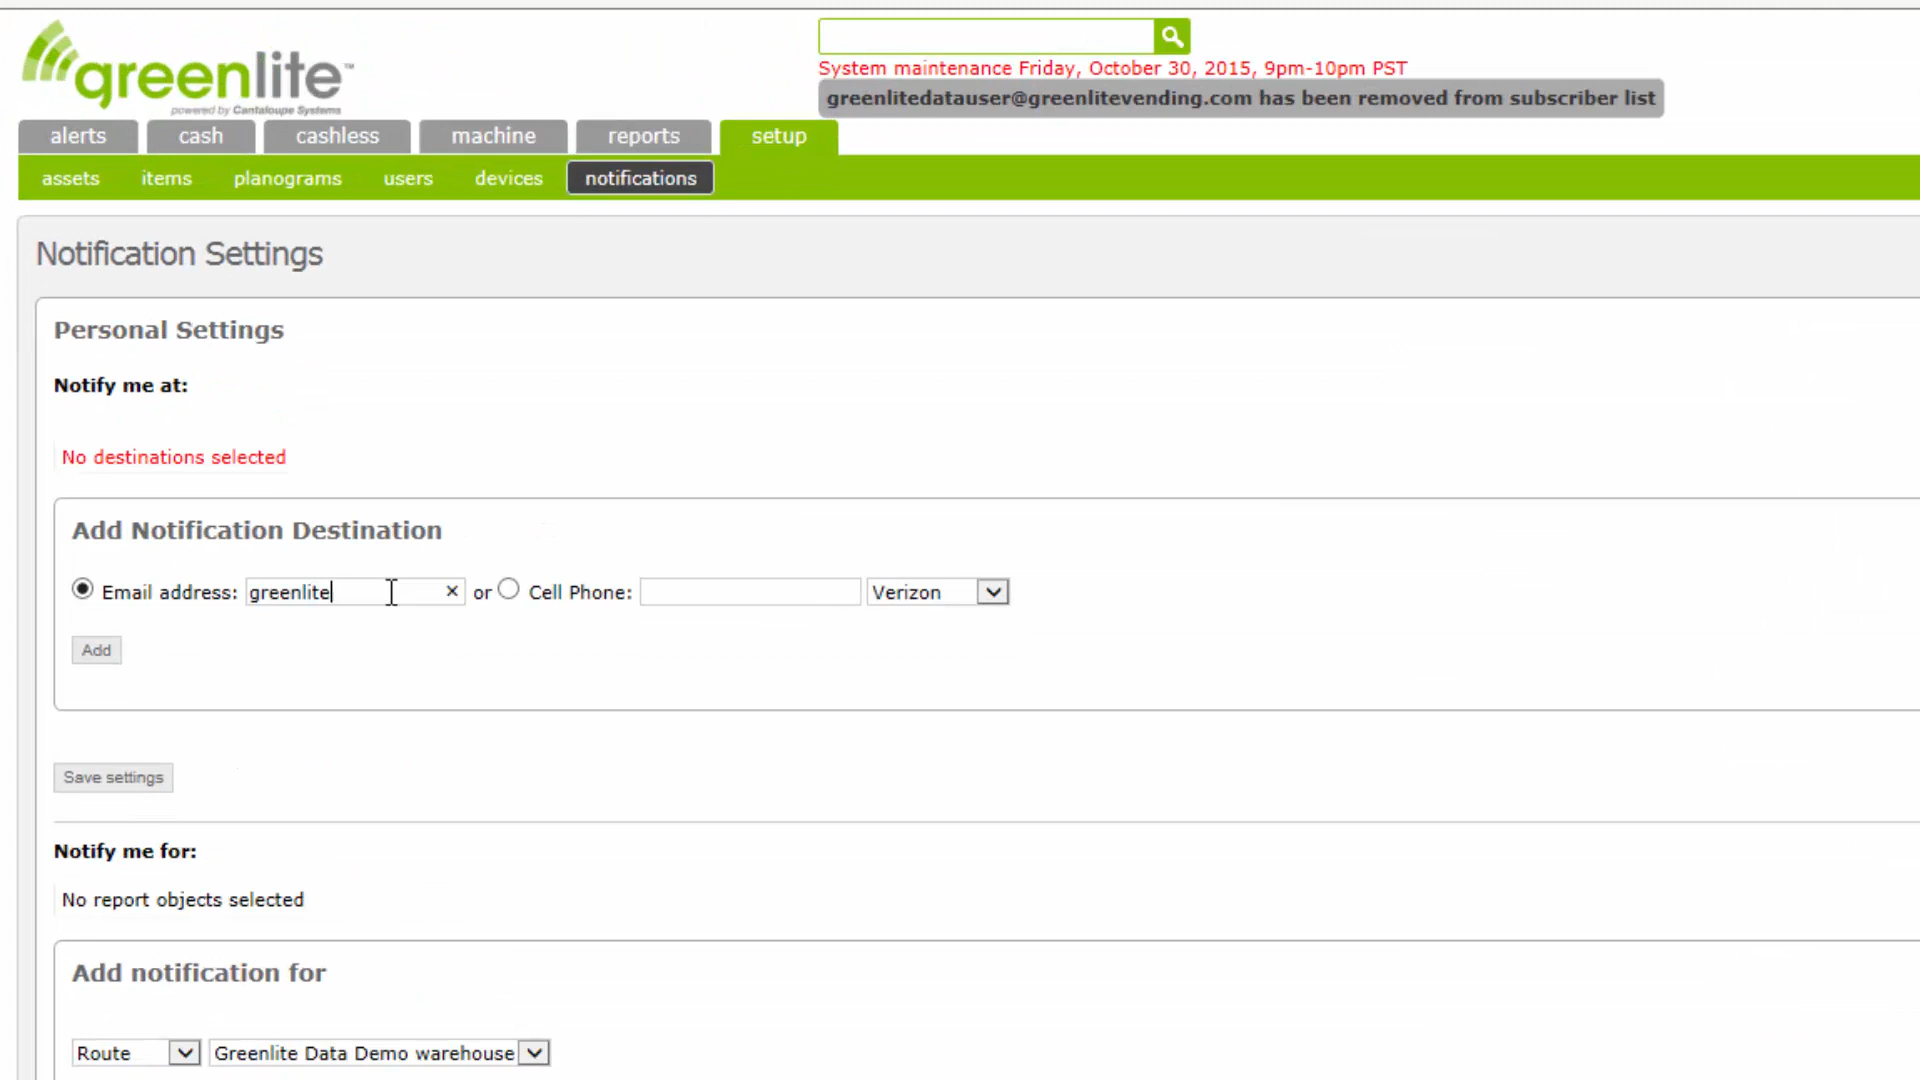 greenlite™
powered by Cantaloupe Systems
System maintenance Friday, October 30, 2015, 9pm-10pm PST
greenlitedatauser@greenlitevending.com has been removed from subscriber list
alerts cash cashless machine reports setup
assets items planograms users devices notifications
Notification Settings
Personal Settings
Notify me at:
No destinations selected
Add Notification Destination
Email address: greenlite × or Cell Phone: Verizon
Add
Save settings
Notify me for:
No report objects selected
Add notification for
Route Greenlite Data Demo warehouse